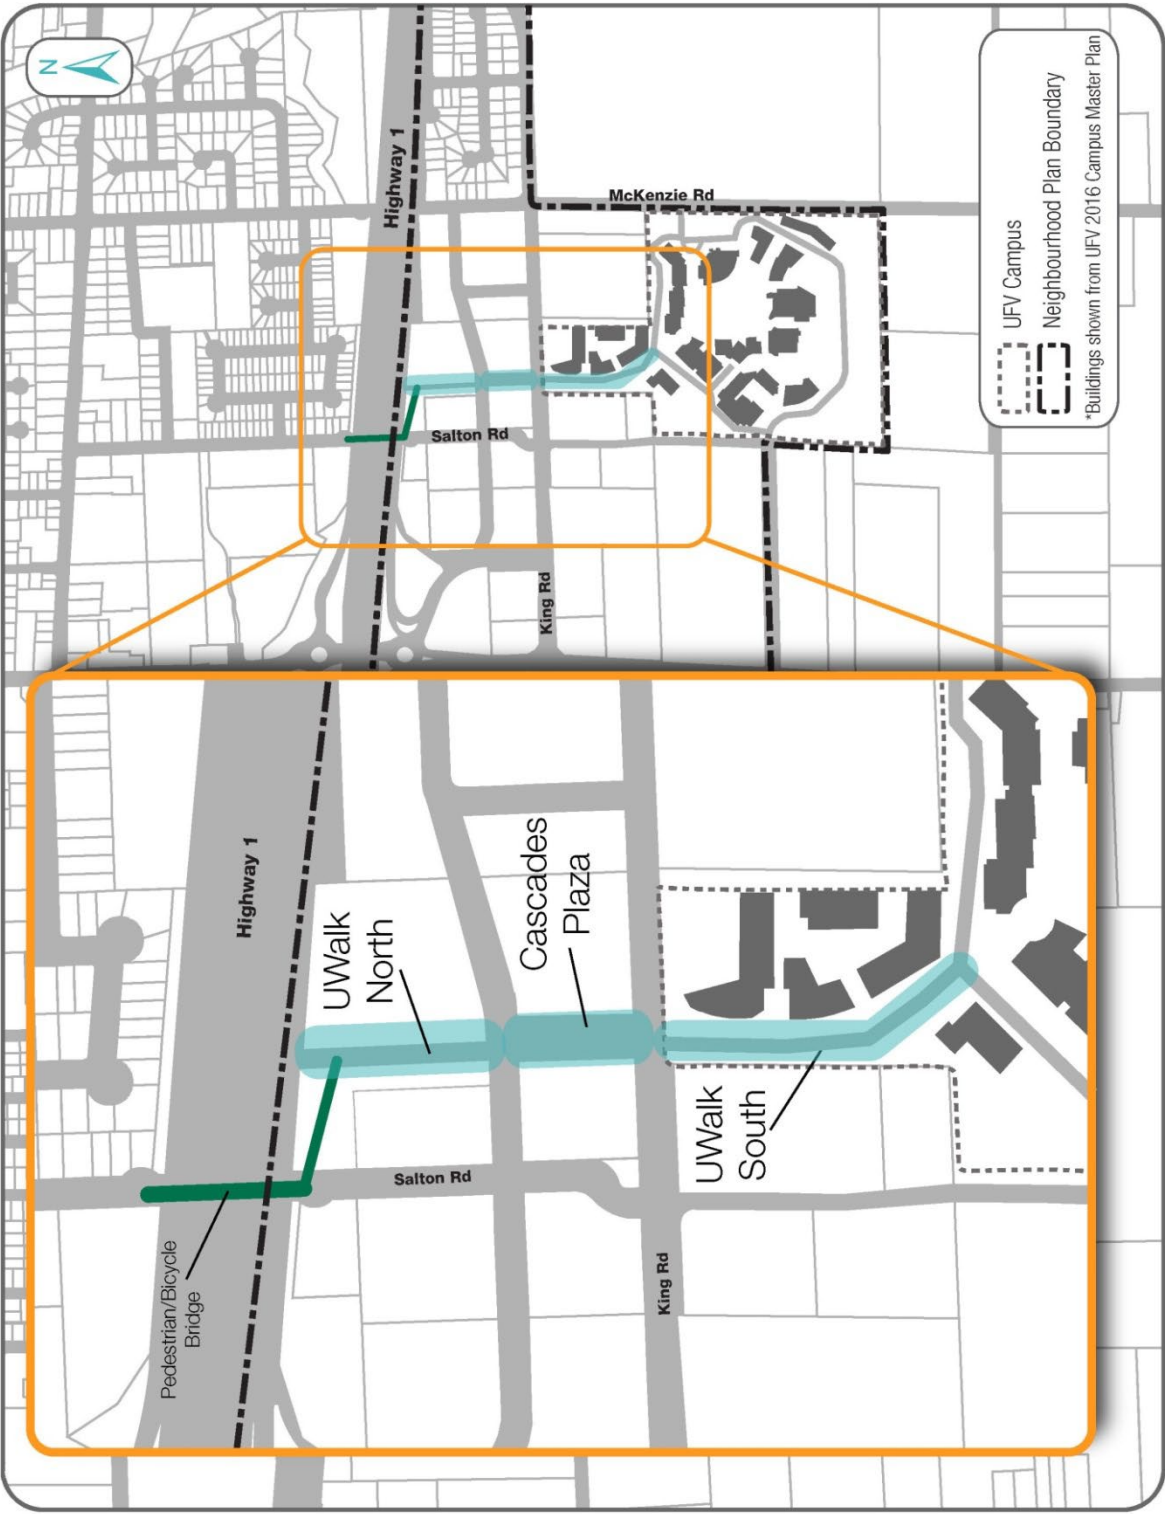 N
Highway 1
McKenzie Rd
Salton Rd
King Rd
UFV Campus
Neighbourhood Plan Boundary
*Buildings shown from UFV 2016 Campus Master Plan
Highway 1
UWalk
North
Cascades
Plaza
UWalk
South
Salton Rd
King Rd
Pedestrian/Bicycle
Bridge